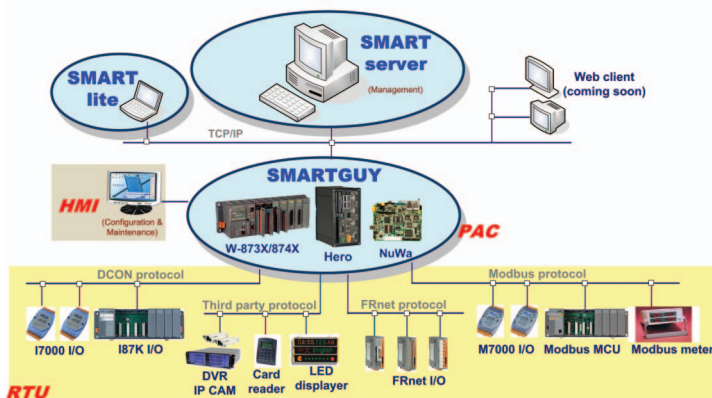 SMART
server
(Management)
SMART
lite
Web client
(coming soon)
TCP/IP
SMARTGUY
HMI
(Configuration &
Maintenance)
W-873X/874X
Hero
NuWa
PAC
DCON protocol
Modbus protocol
Third party protocol
FRnet protocol
I7000 I/O
I87K I/O
DVR
IP CAM
Card
reader
LED
displayer
FRnet I/O
M7000 I/O
Modbus MCU
Modbus meter
RTU